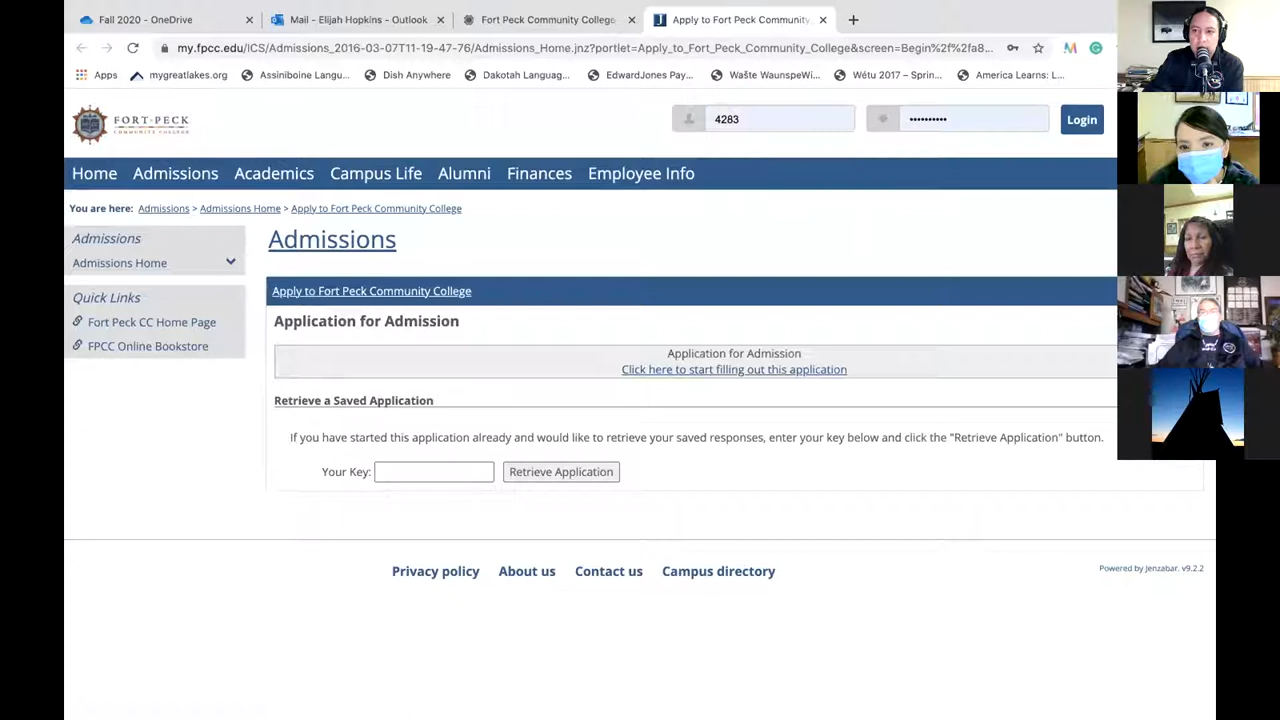 Fall 2020 - OneDrive
Mail - Elijah Hopkins - Outlook
Fort Peck Community College
Apply to Fort Peck Community
my.fpcc.edu/ICS/Admissions_2016-03-07T11-19-47-76/Admissions_Home.jnz?portlet=Apply_to_Fort_Peck_Community_College&screen=Begin%2f%2fa8...
Apps
mygreatlakes.org
Assiniboine Langu...
Dish Anywhere
Dakotah Languag...
EdwardJones Pay...
Wašte WaunspeWi...
Wétu 2017 – Sprin...
America Learns: L...
FORT PECK
COMMUNITY COLLEGE
4283
••••••••••
Login
Home Admissions Academics Campus Life Alumni Finances Employee Info
You are here: Admissions > Admissions Home > Apply to Fort Peck Community College
Admissions
Admissions Home
Quick Links
Fort Peck CC Home Page
FPCC Online Bookstore
Admissions
Apply to Fort Peck Community College
Application for Admission
Application for Admission
Click here to start filling out this application
Retrieve a Saved Application
If you have started this application already and would like to retrieve your saved responses, enter your key below and click the "Retrieve Application" button.
Your Key:
Retrieve Application
Privacy policy About us Contact us Campus directory
Powered by Jenzabar. v9.2.2